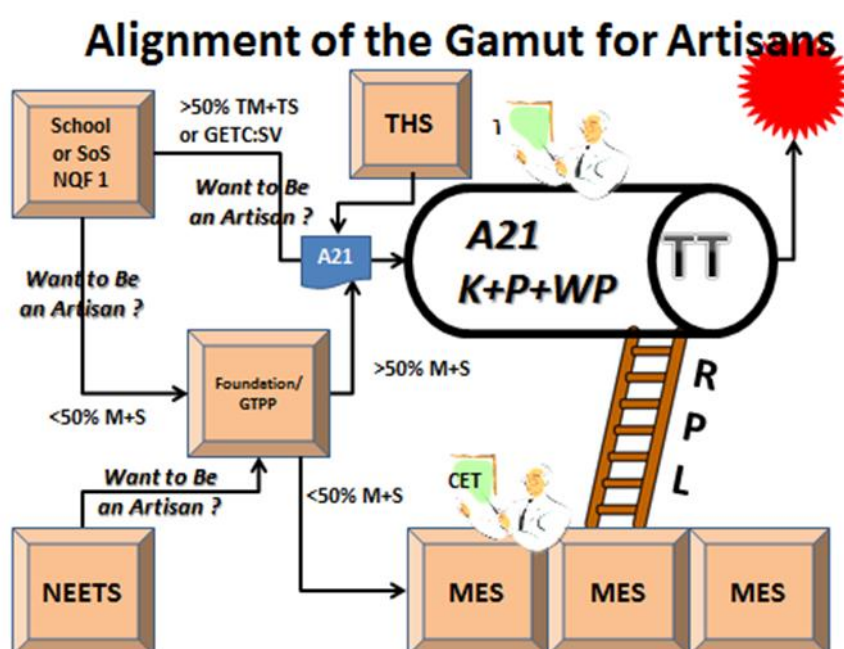 Alignment of the Gamut for Artisans
School
or SoS
NQF 1
>50% TM+TS
or GETC:SV
THS
Want to Be
an Artisan ?
A21
A21
K+P+WP
TT
Want to Be
an Artisan ?
Foundation/
GTPP
>50% M+S
<50% M+S
R
P
L
Want to Be
an Artisan ?
<50% M+S
CET
NEETS
MES
MES
MES